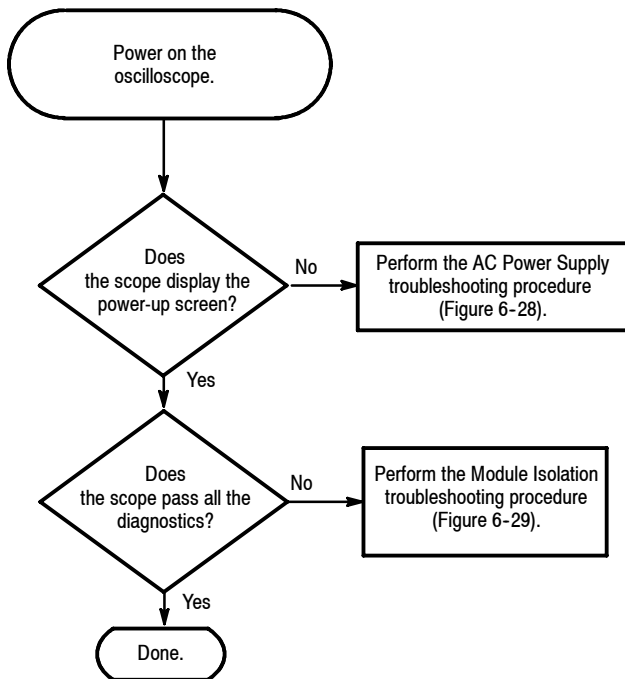 Power on the
oscilloscope.
Does
the scope display the
power-up screen?
No
Perform the AC Power Supply
troubleshooting procedure
(Figure 6-28).
Yes
Does
the scope pass all the
diagnostics?
No
Perform the Module Isolation
troubleshooting procedure
(Figure 6-29).
Yes
Done.